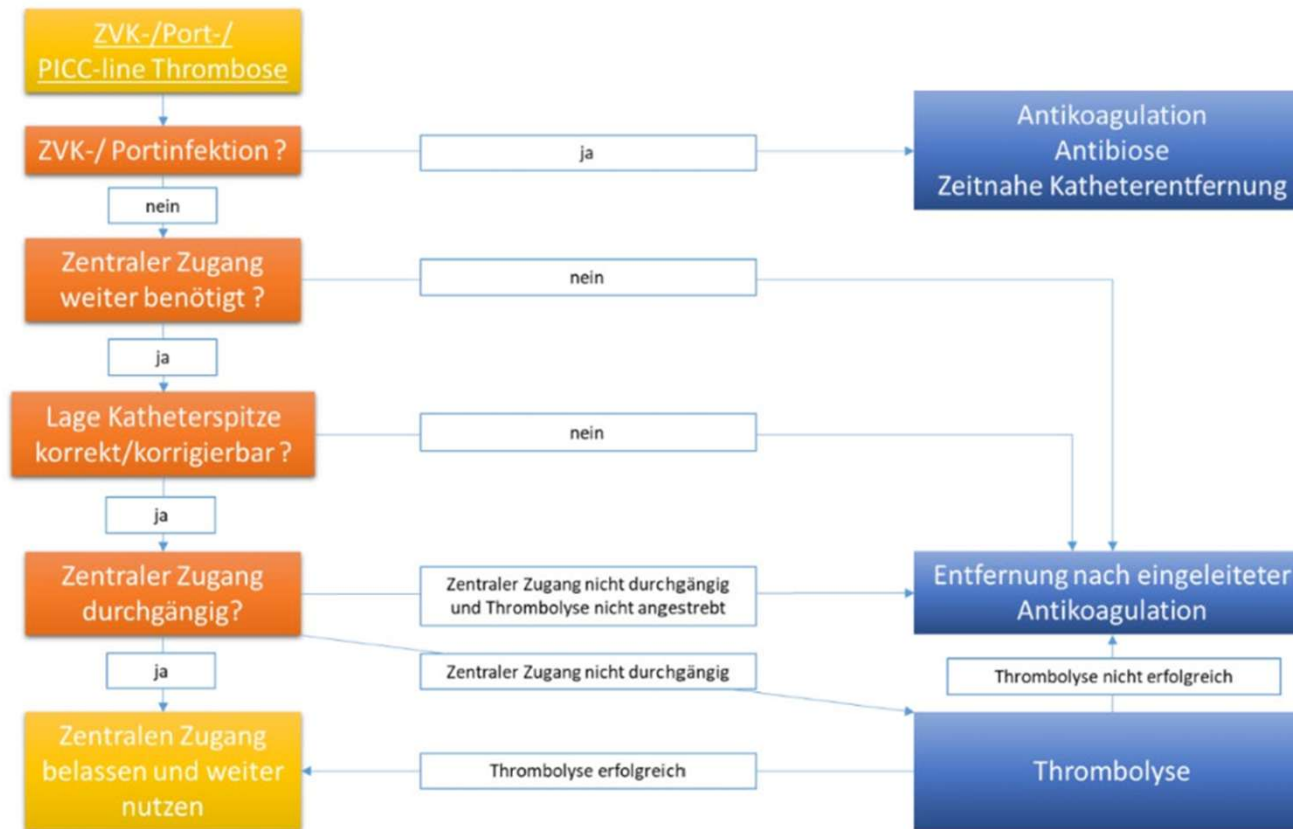 ZVK-/Port-/
PICC-line Thrombose
ZVK-/ Portinfektion ?
ja
Antikoagulation
Antibiose
Zeitnahe Katheterentfernung
nein
Zentraler Zugang
weiter benötigt ?
nein
ja
Lage Katheterspitze
korrekt/korrigierbar ?
nein
ja
Zentraler Zugang
durchgängig?
Zentraler Zugang nicht durchgängig
und Thrombolyse nicht angestrebt
Entfernung nach eingeleiteter
Antikoagulation
ja
Zentraler Zugang nicht durchgängig
Thrombolyse nicht erfolgreich
Zentralen Zugang
belassen und weiter
nutzen
Thrombolyse erfolgreich
Thrombolyse